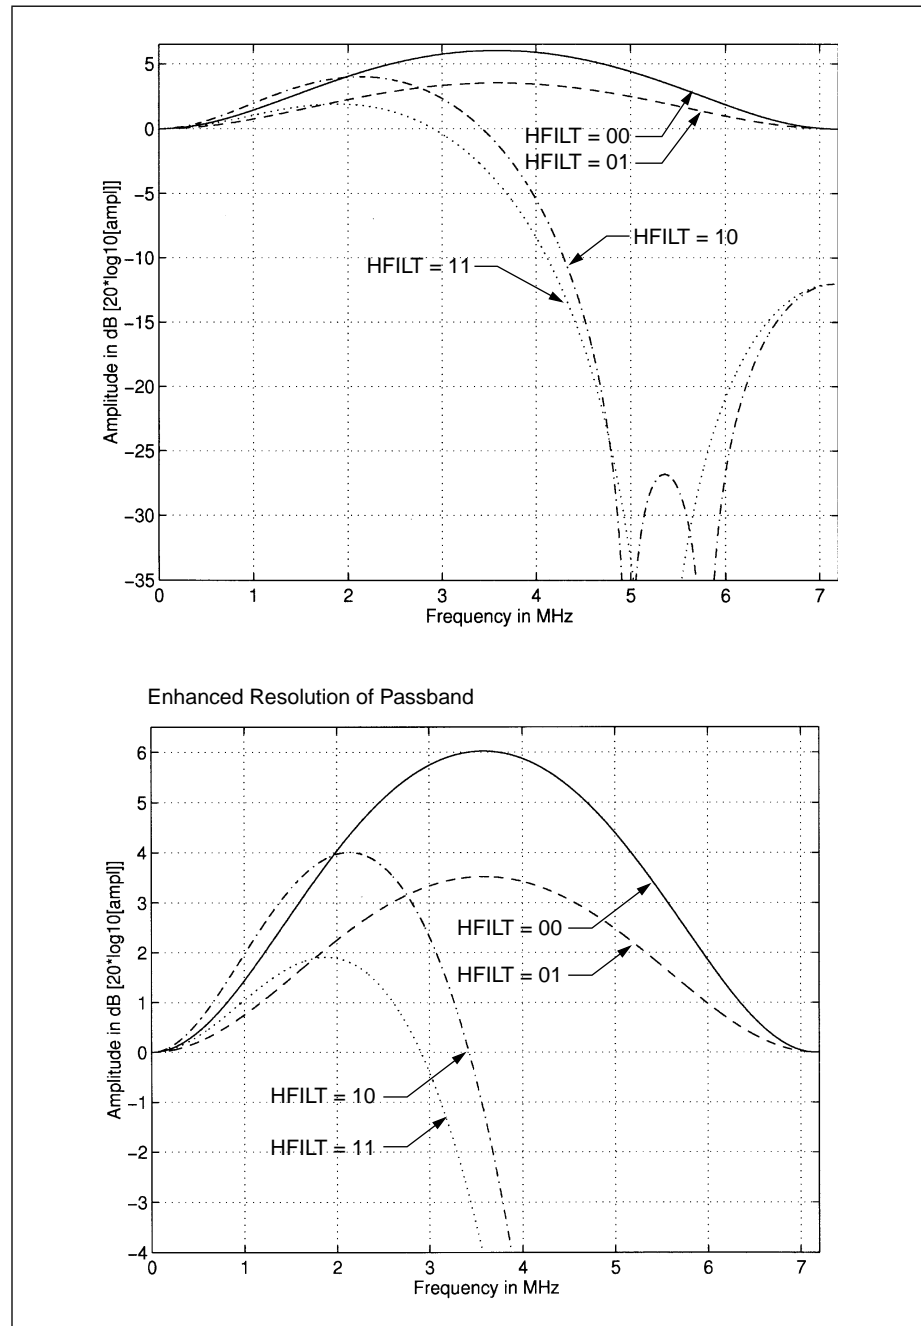 5
0
−5
−10
−15
−20
−25
−30
−35
Amplitude in dB [20*log10[ampl]]
HFILT = 00
HFILT = 01
HFILT = 10
HFILT = 11
0 1 2 3 4 5 6 7
Frequency in MHz
Enhanced Resolution of Passband
6
5
4
3
2
1
0
−1
−2
−3
−4
Amplitude in dB [20*log10[ampl]]
HFILT = 00
HFILT = 01
HFILT = 10
HFILT = 11
0 1 2 3 4 5 6 7
Frequency in MHz